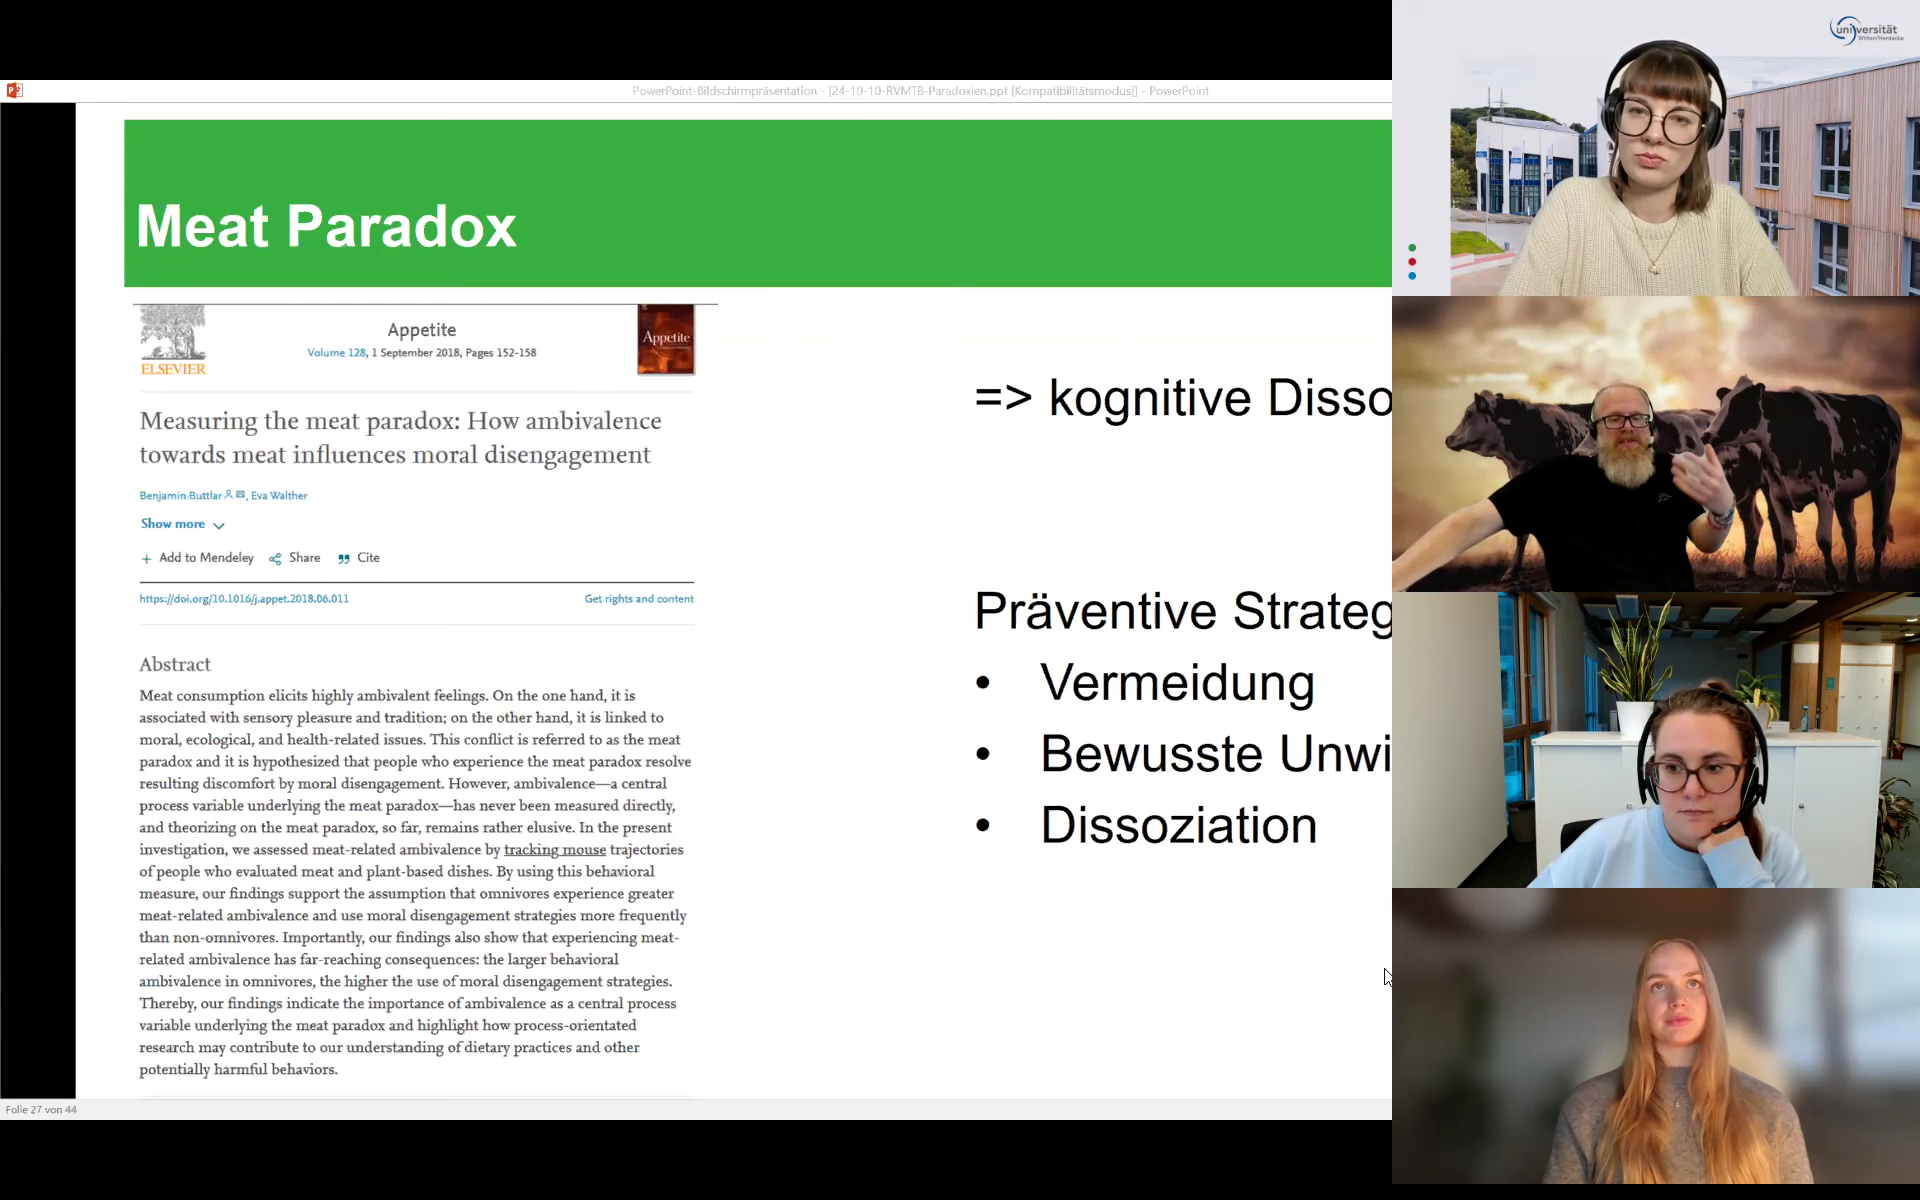 PowerPoint-Bildschirmpräsentation - [24-10-10-RVMTB-Paradoxien.ppt [Kompatibilitätsmodus]] - PowerPoint
Meat Paradox
ELSEVIER
Appetite
Volume 128, 1 September 2018, Pages 152-158
Appetite
Measuring the meat paradox: How ambivalence
towards meat influences moral disengagement
Benjamin Buttlar, Eva Walther
Show more
Add to Mendeley Share Cite
https://doi.org/10.1016/j.appet.2018.06.011 Get rights and content
Abstract
Meat consumption elicits highly ambivalent feelings. On the one hand, it is
associated with sensory pleasure and tradition; on the other hand, it is linked to
moral, ecological, and health-related issues. This conflict is referred to as the meat
paradox and it is hypothesized that people who experience the meat paradox resolve
resulting discomfort by moral disengagement. However, ambivalence—a central
process variable underlying the meat paradox—has never been measured directly,
and theorizing on the meat paradox, so far, remains rather elusive. In the present
investigation, we assessed meat-related ambivalence by tracking mouse trajectories
of people who evaluated meat and plant-based dishes. By using this behavioral
measure, our findings support the assumption that omnivores experience greater
meat-related ambivalence and use moral disengagement strategies more frequently
than non-omnivores. Importantly, our findings also show that experiencing meat-
related ambivalence has far-reaching consequences: the larger behavioral
ambivalence in omnivores, the higher the use of moral disengagement strategies.
Thereby, our findings indicate the importance of ambivalence as a central process
variable underlying the meat paradox and highlight how process-orientated
research may contribute to our understanding of dietary practices and other
potentially harmful behaviors.
=> kognitive Disso
Präventive Strateg
• Vermeidung
• Bewusste Unwi
• Dissoziation
Folie 27 von 44
universität
Witten/Herdecke